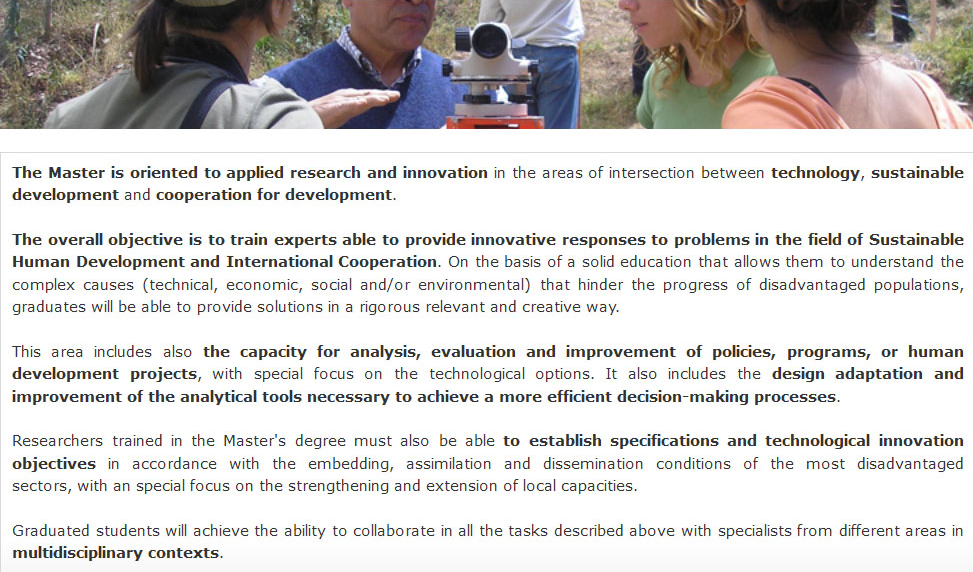 The Master is oriented to applied research and innovation in the areas of intersection between technology, sustainable
development and cooperation for development.
The overall objective is to train experts able to provide innovative responses to problems in the field of Sustainable
Human Development and International Cooperation. On the basis of a solid education that allows them to understand the
complex causes (technical, economic, social and/or environmental) that hinder the progress of disadvantaged populations,
graduates will be able to provide solutions in a rigorous relevant and creative way.
This area includes also the capacity for analysis, evaluation and improvement of policies, programs, or human
development projects, with special focus on the technological options. It also includes the design adaptation and
improvement of the analytical tools necessary to achieve a more efficient decision-making processes.
Researchers trained in the Master's degree must also be able to establish specifications and technological innovation
objectives in accordance with the embedding, assimilation and dissemination conditions of the most disadvantaged
sectors, with an special focus on the strengthening and extension of local capacities.
Graduated students will achieve the ability to collaborate in all the tasks described above with specialists from different areas in
multidisciplinary contexts.